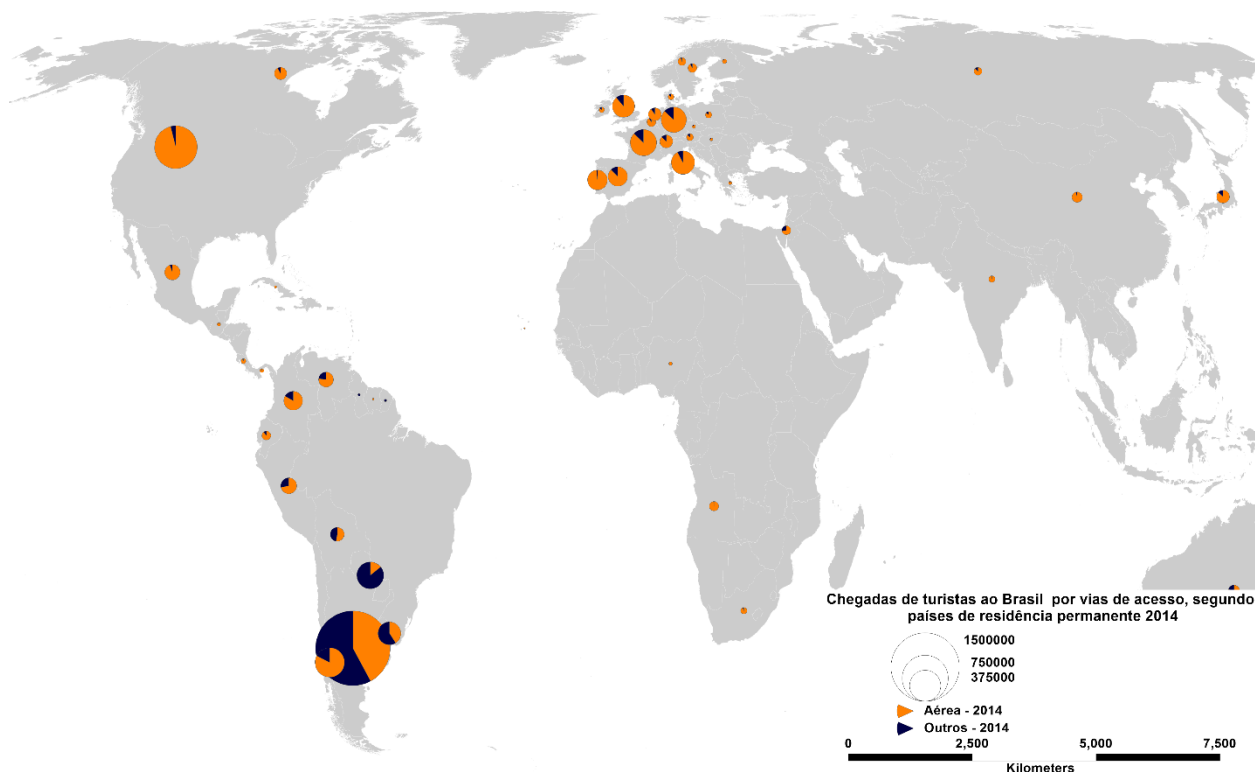 Chegadas de turistas ao Brasil  por vias de acesso, segundo
países de residência permanente 2014
1500000
750000
375000
Aérea - 2014
Outros - 2014
0 2,500 5,000 7,500
Kilometers